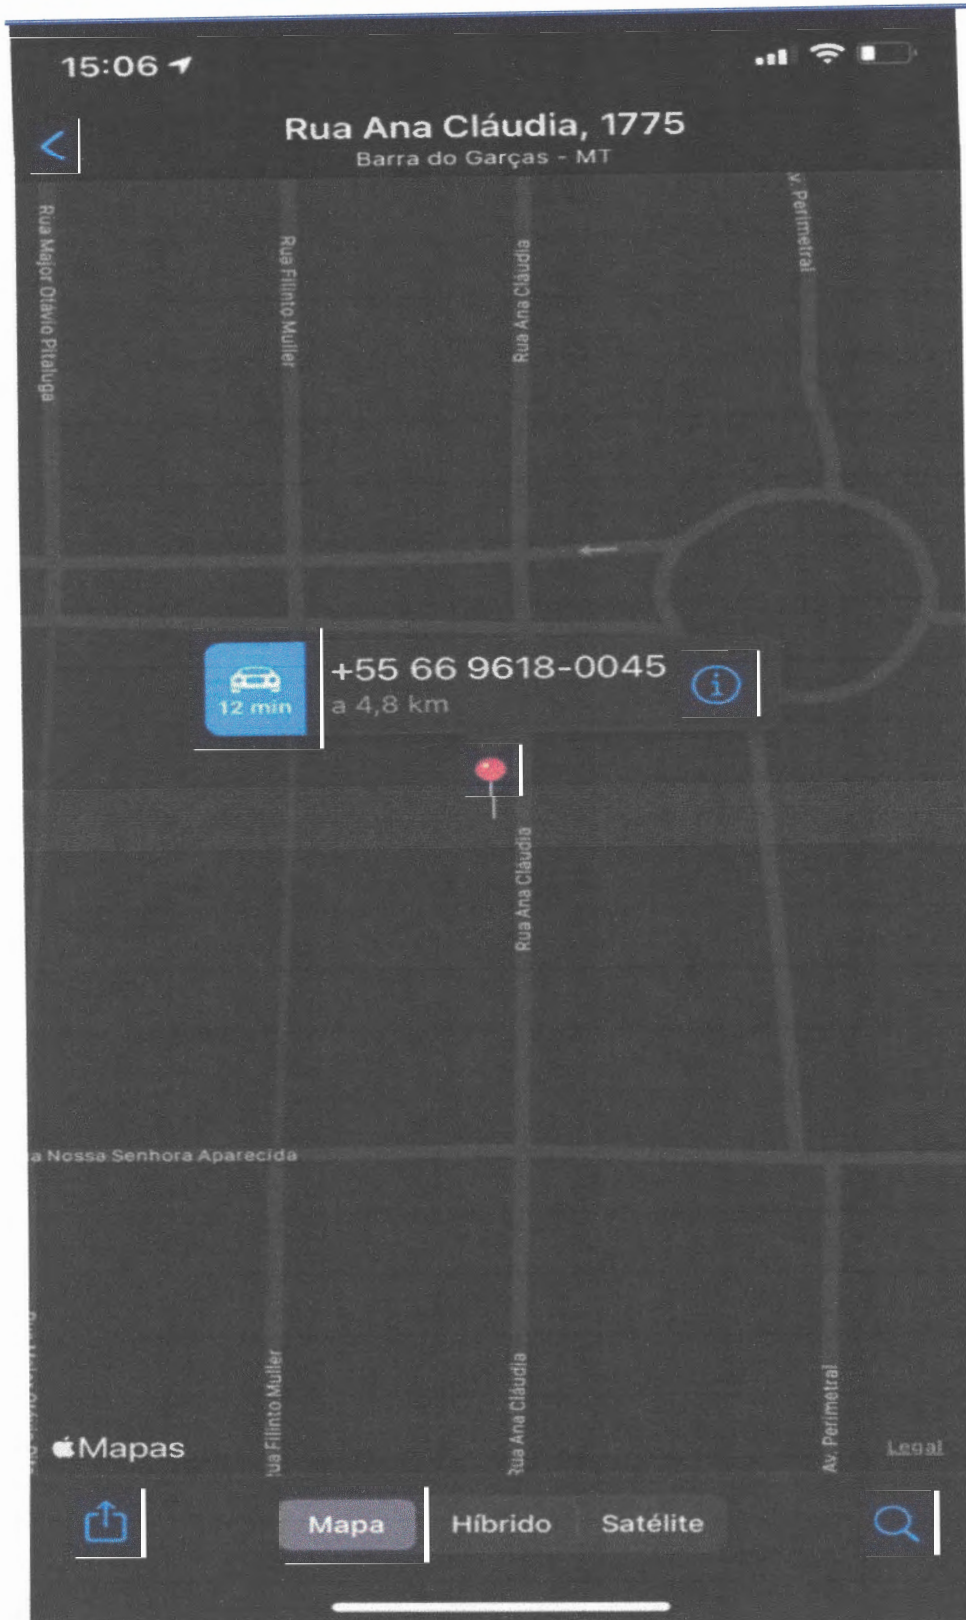 15:06
Rua Ana Cláudia, 1775
Barra do Garças - MT
Rua Major Otávio Pitaluga
Rua Filinto Muller
Rua Ana Cláudia
v. Perimetral
12 min
+55 66 9618-0045
a 4,8 km
Rua Ana Cláudia
a Nossa Senhora Aparecida
ua Filinto Muller
Rua Ana Cláudia
Av. Perimetral
Mapas
Legal
Mapa
Híbrido
Satélite